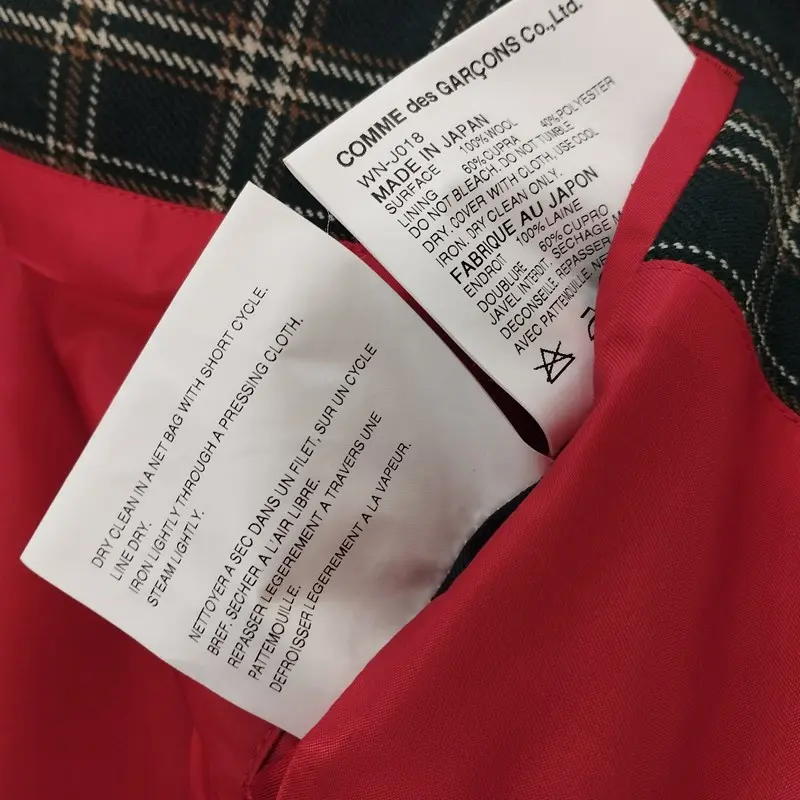 COMME des GARÇONS Co., Ltd.
WN-J018
MADE IN JAPAN
SURFACE 100% WOOL
LINING 60% CUPRA 40% POLYESTER
DO NOT BLEACH. DO NOT TUMBLE
DRY. COVER WITH CLOTH, USE COOL
IRON. DRY CLEAN ONLY.
FABRIQUE AU JAPON
ENDROIT 100% LAINE
DOUBLURE 60% CUPRO
JAVEL INTERDIT. SECHAGE
DECONSEILLE. REPASSER
AVEC PATTEMOUILLE.
DRY CLEAN IN A NET BAG WITH SHORT CYCLE.
LINE DRY.
IRON LIGHTLY THROUGH A PRESSING CLOTH.
STEAM LIGHTLY.
NETTOYER A SEC DANS UN FILET, SUR UN CYCLE
BREF. SECHER A L'AIR LIBRE.
REPASSER LEGEREMENT A TRAVERS UNE
PATTEMOUILLE.
DEFROISSER LEGEREMENT A LA VAPEUR.